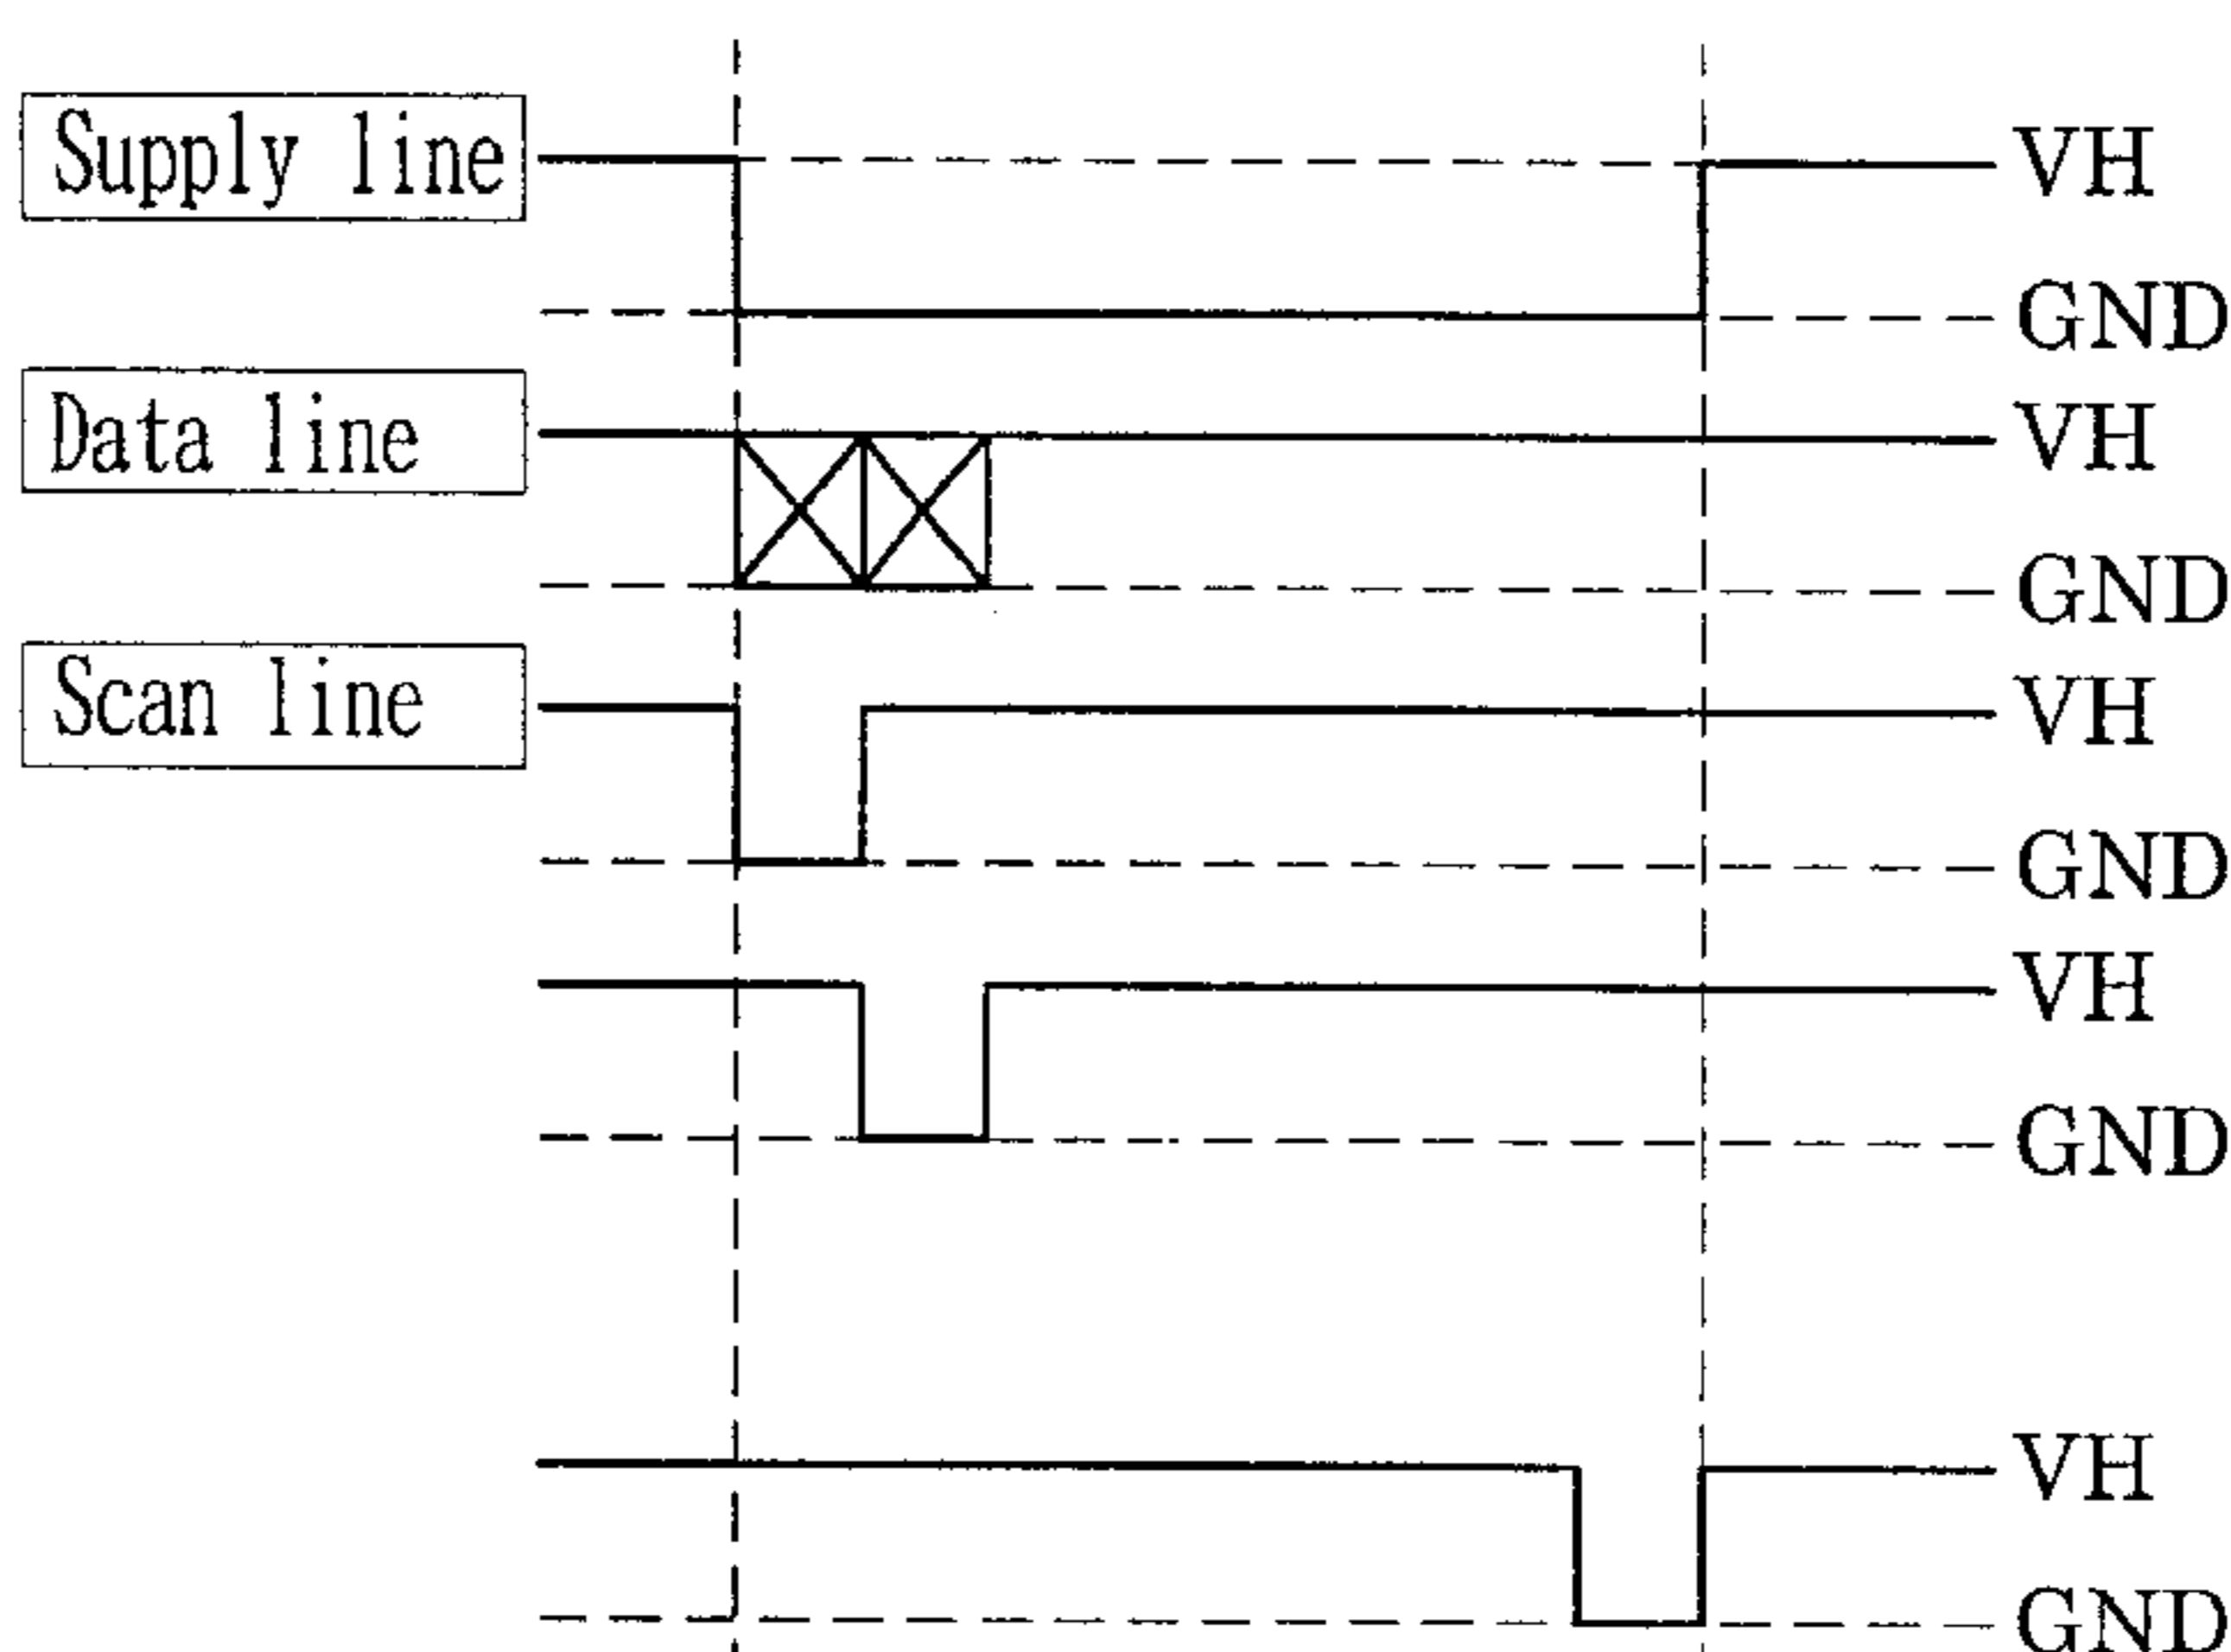 Supply line
VH
GND
Data line
VH
GND
Scan line
VH
GND
VH
GND
VH
GND